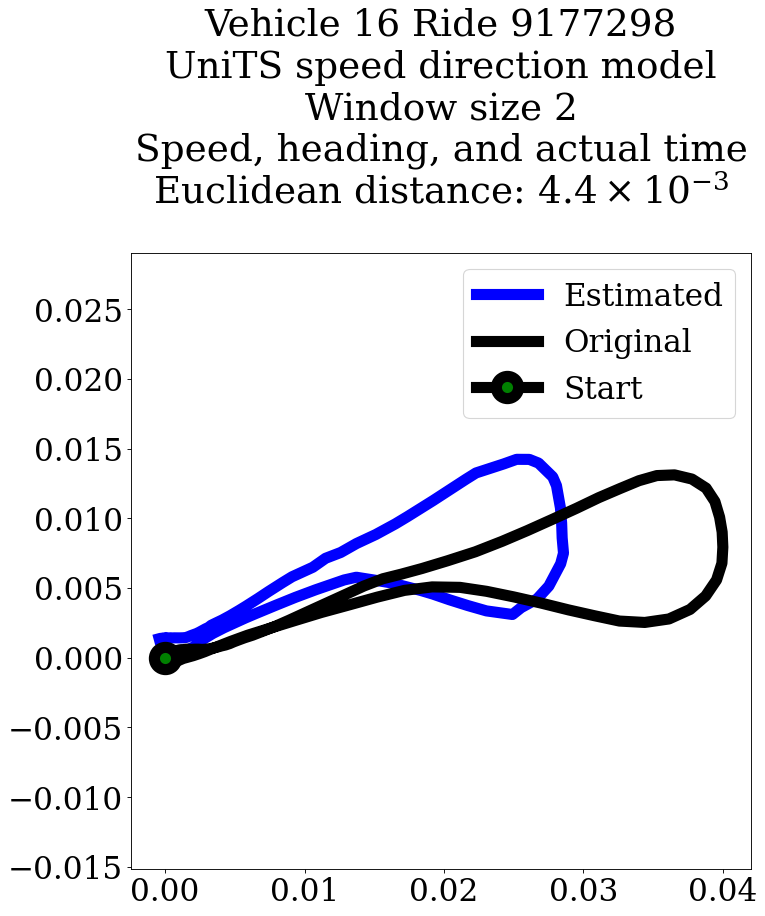 Vehicle 16 Ride 9177298
UniTS speed direction model
Window size 2
Speed, heading, and actual time
Euclidean distance: 4.4 × 10⁻³
Estimated
Original
Start
0.025
0.020
0.015
0.010
0.005
0.000
−0.005
−0.010
−0.015
0.00 0.01 0.02 0.03 0.04